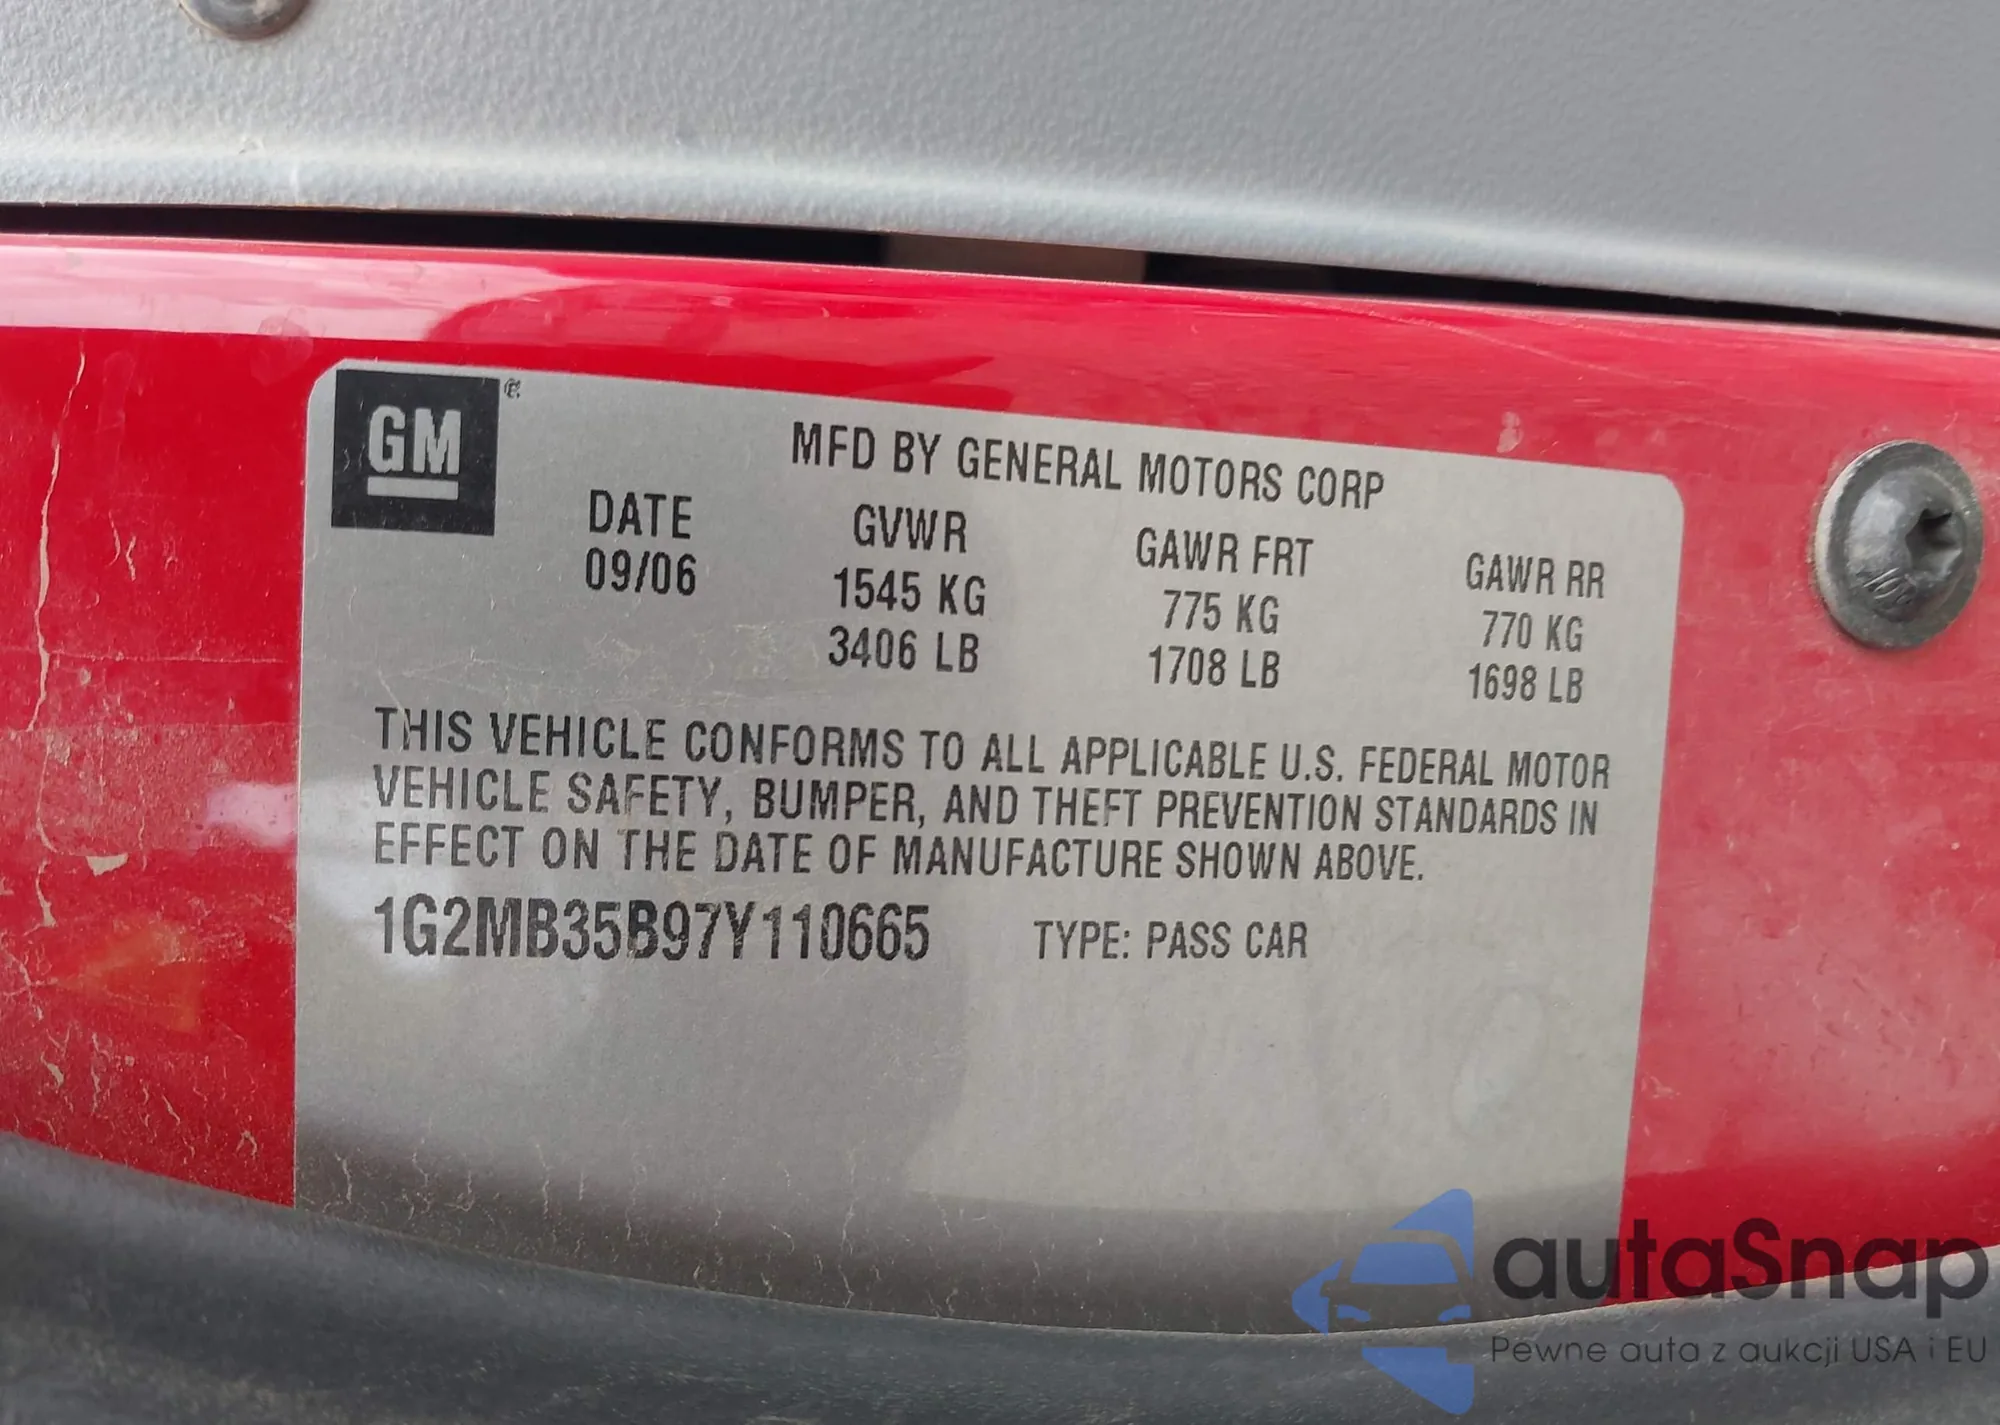 GM
MFD BY GENERAL MOTORS CORP
DATE GVWR GAWR FRT GAWR RR
09/06 1545 KG 775 KG 770 KG
3406 LB 1708 LB 1698 LB
THIS VEHICLE CONFORMS TO ALL APPLICABLE U.S. FEDERAL MOTOR
VEHICLE SAFETY, BUMPER, AND THEFT PREVENTION STANDARDS IN
EFFECT ON THE DATE OF MANUFACTURE SHOWN ABOVE.
1G2MB35B97Y110665 TYPE: PASS CAR
autaSnap
Pewne auta z aukcji USA i EU